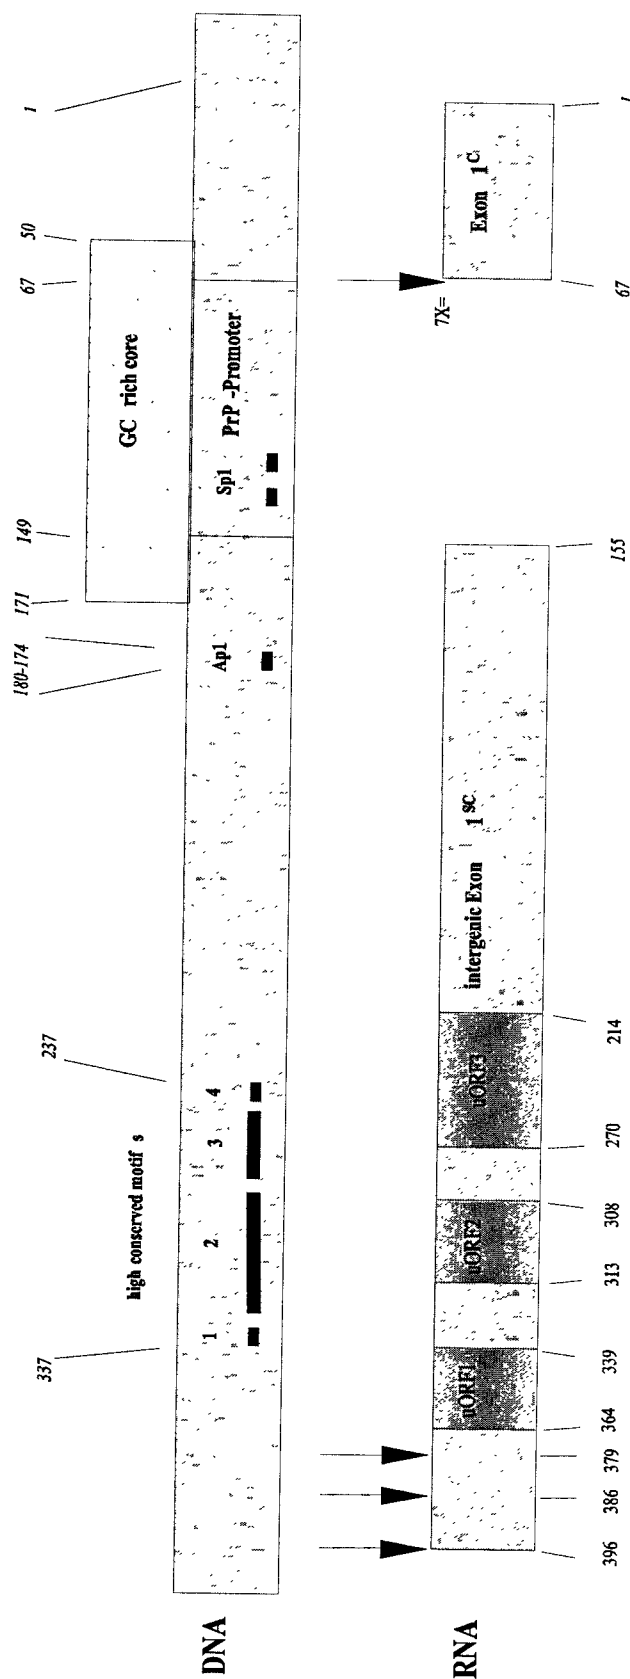 337
237
180-174
171
149
67
50
1
high conserved motif s
GC rich core
DNA
1
2
3
4
Ap1
Sp1
PrP -Promoter
7X=
RNA
uORF1
uORF2
uORF3
intergenic Exon 1SC
Exon 1C
396
386
379
364
339
313
308
270
214
155
67
1